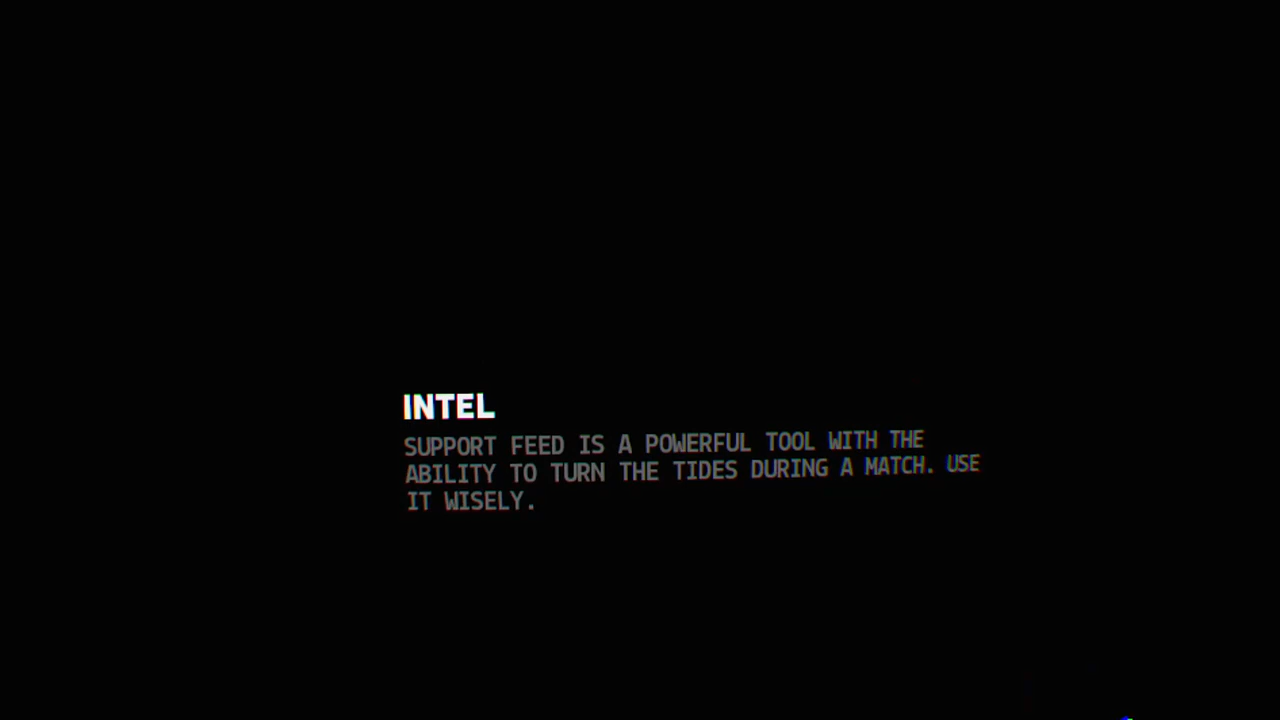 INTEL
SUPPORT FEED IS A POWERFUL TOOL WITH THE
ABILITY TO TURN THE TIDES DURING A MATCH. USE
IT WISELY.